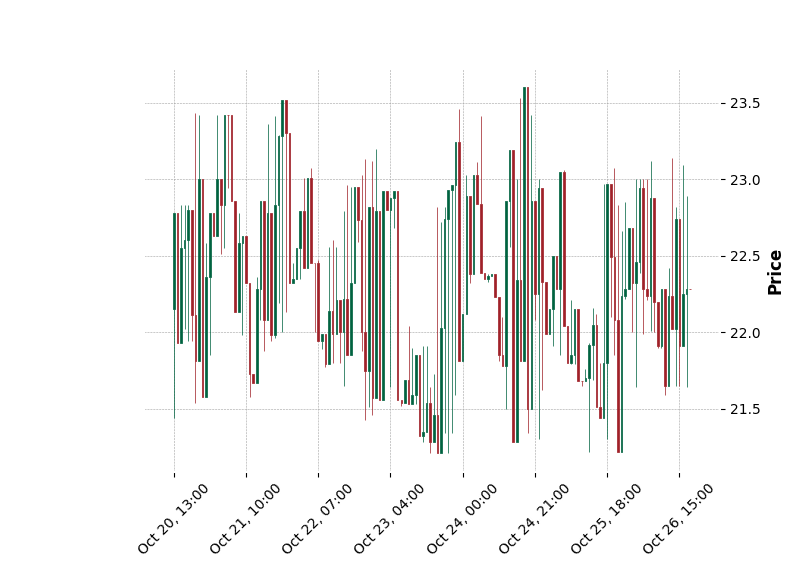 23.5
23.0
22.5
22.0
21.5
Price
Oct 20, 13:00
Oct 21, 10:00
Oct 22, 07:00
Oct 23, 04:00
Oct 24, 00:00
Oct 24, 21:00
Oct 25, 18:00
Oct 26, 15:00